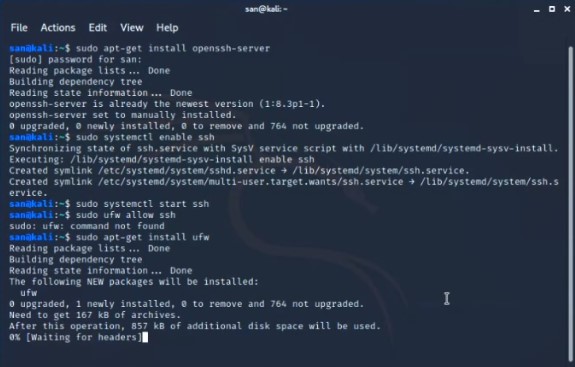 san@kali: ~
File Actions Edit View Help
san@kali:~$ sudo apt-get install openssh-server
[sudo] password for san:
Reading package lists... Done
Building dependency tree
Reading state information... Done
openssh-server is already the newest version (1:8.3p1-1).
openssh-server set to manually installed.
0 upgraded, 0 newly installed, 0 to remove and 764 not upgraded.
san@kali:~$ sudo systemctl enable ssh
Synchronizing state of ssh.service with SysV service script with /lib/systemd/systemd-sysv-install.
Executing: /lib/systemd/systemd-sysv-install enable ssh
Created symlink /etc/systemd/system/sshd.service → /lib/systemd/system/ssh.service.
Created symlink /etc/systemd/system/multi-user.target.wants/ssh.service → /lib/systemd/system/ssh.s
ervice.
san@kali:~$ sudo systemctl start ssh
san@kali:~$ sudo ufw allow ssh
sudo: ufw: command not found
san@kali:~$ sudo apt-get install ufw
Reading package lists... Done
Building dependency tree
Reading state information... Done
The following NEW packages will be installed:
ufw
0 upgraded, 1 newly installed, 0 to remove and 764 not upgraded.
Need to get 167 kB of archives.
After this operation, 857 kB of additional disk space will be used.
0% [Waiting for headers]